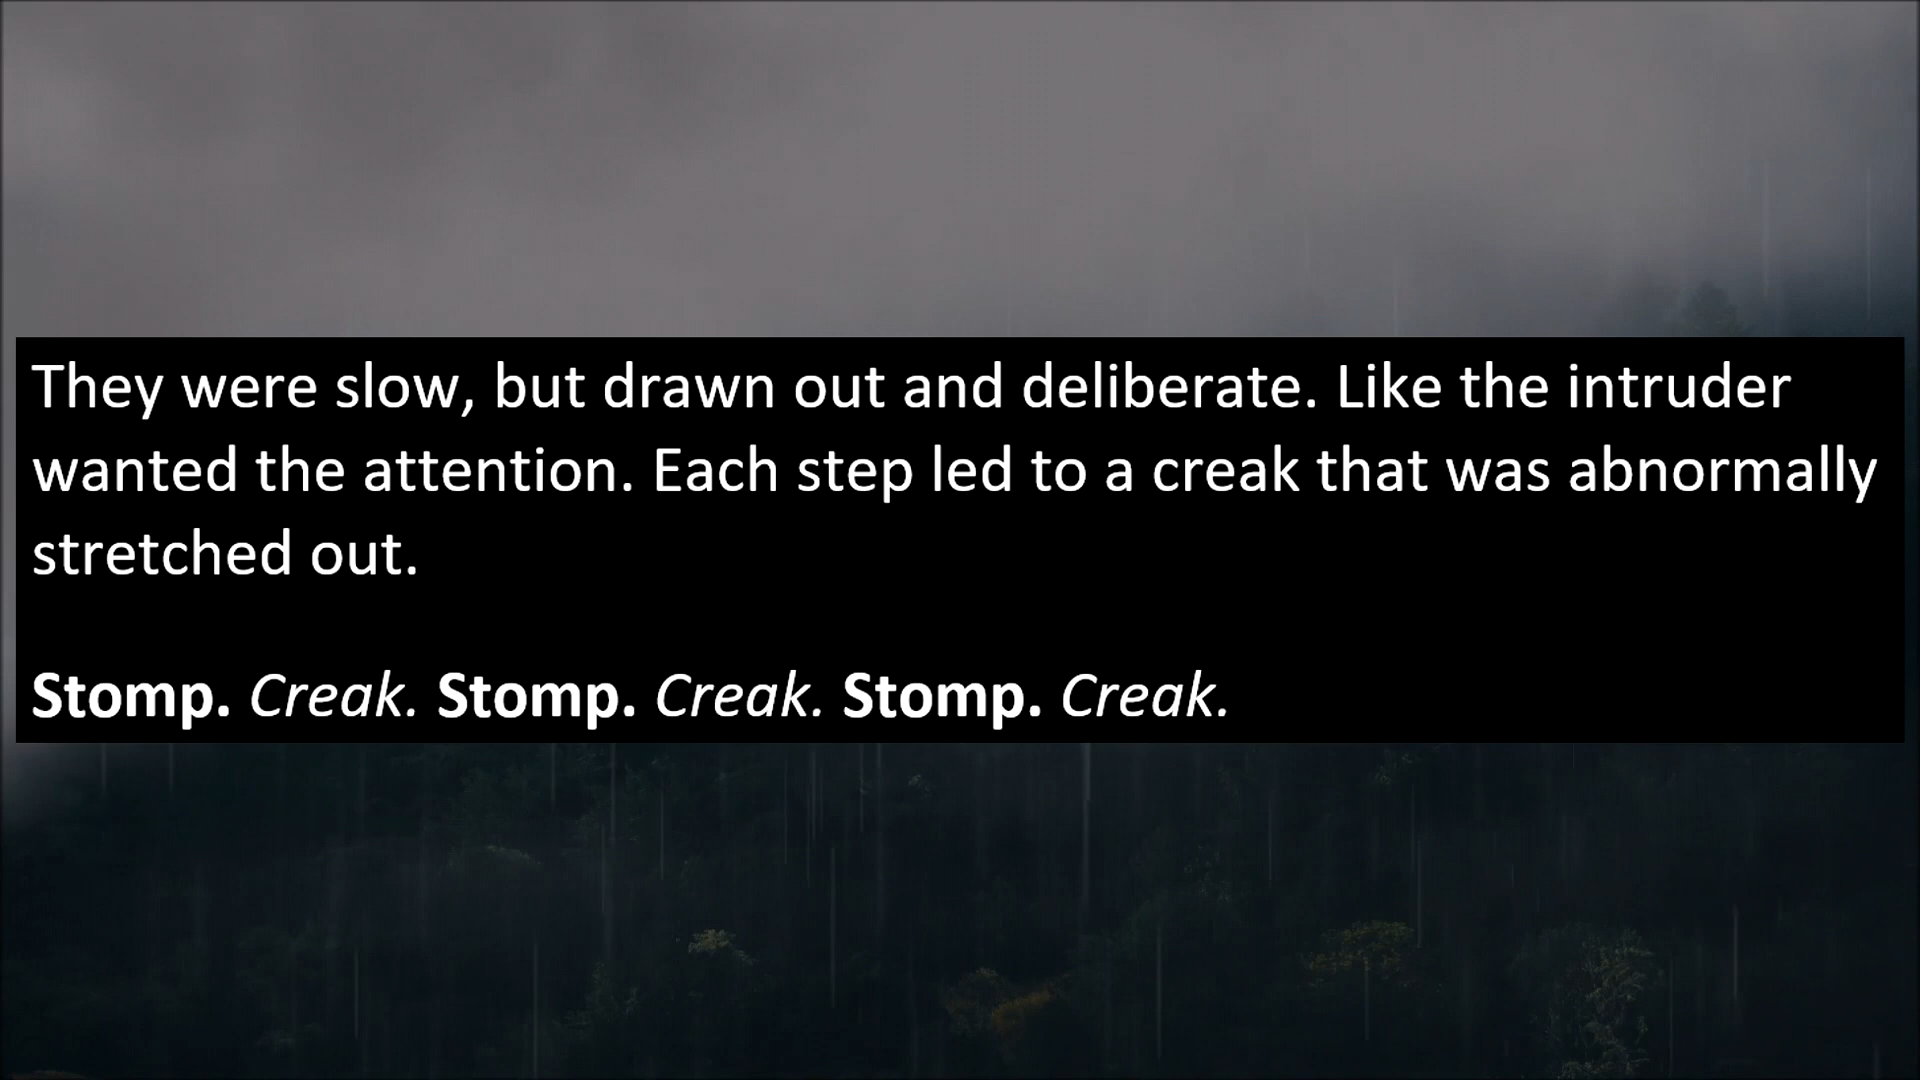 They were slow, but drawn out and deliberate. Like the intruder
wanted the attention. Each step led to a creak that was abnormally
stretched out.
Stomp. Creak. Stomp. Creak. Stomp. Creak.